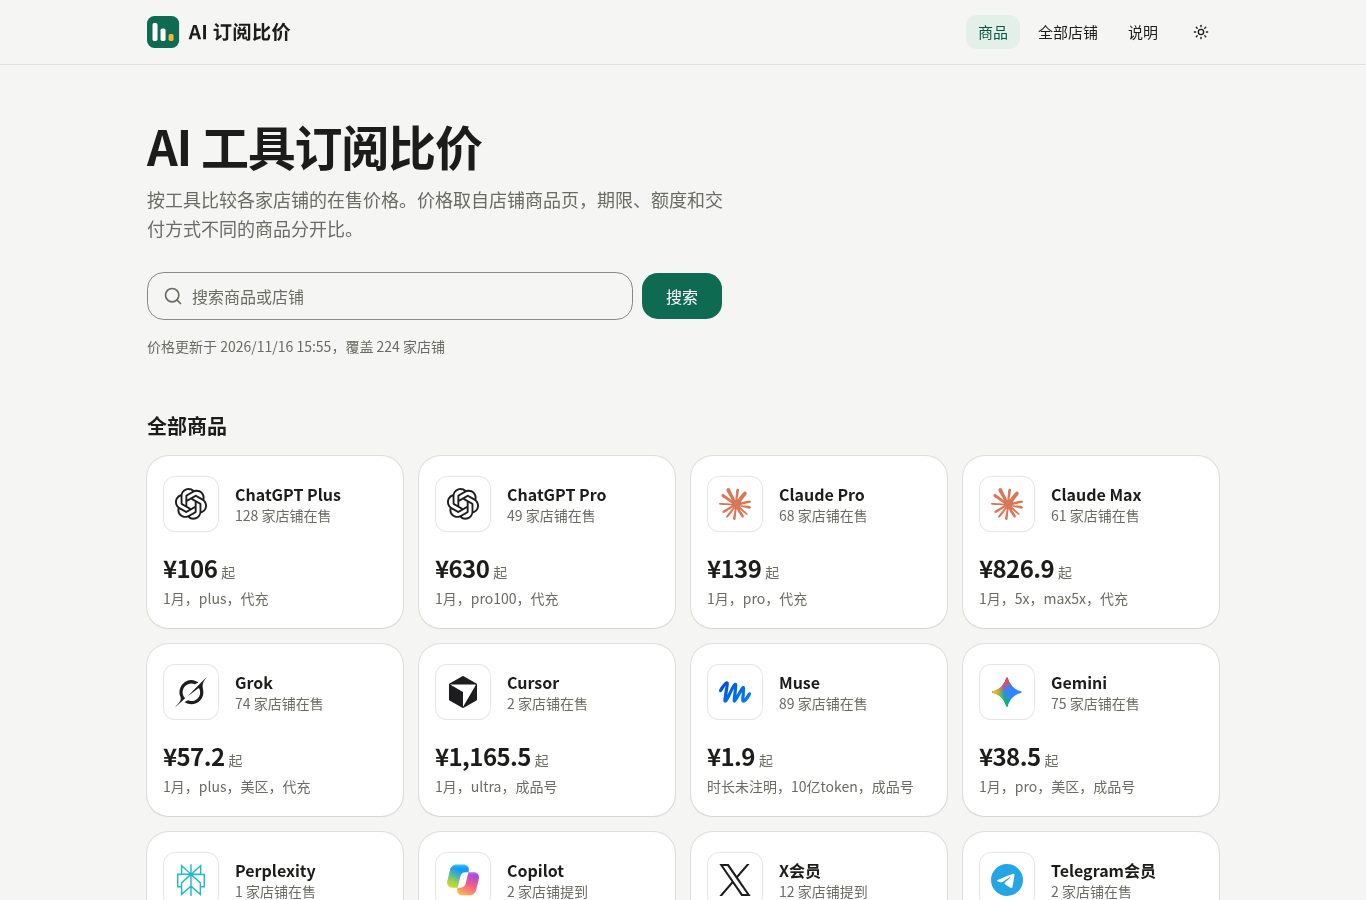 AI 订阅比价
商品
全部店铺
说明
AI 工具订阅比价
按工具比较各家店铺的在售价格。价格取自店铺商品页，期限、额度和交
付方式不同的商品分开比。
搜索商品或店铺
搜索
价格更新于 2026/11/16 15:55，覆盖 224 家店铺
全部商品
ChatGPT Plus
128 家店铺在售
¥106 起
1月，plus，代充
ChatGPT Pro
49 家店铺在售
¥630 起
1月，pro100，代充
Claude Pro
68 家店铺在售
¥139 起
1月，pro，代充
Claude Max
61 家店铺在售
¥826.9 起
1月，5x，max5x，代充
Grok
74 家店铺在售
¥57.2 起
1月，plus，美区，代充
Cursor
2 家店铺在售
¥1,165.5 起
1月，ultra，成品号
Muse
89 家店铺在售
¥1.9 起
时长未注明，10亿token，成品号
Gemini
75 家店铺在售
¥38.5 起
1月，pro，美区，成品号
Perplexity
1 家店铺在售
Copilot
2 家店铺提到
X会员
12 家店铺提到
Telegram会员
2 家店铺在售